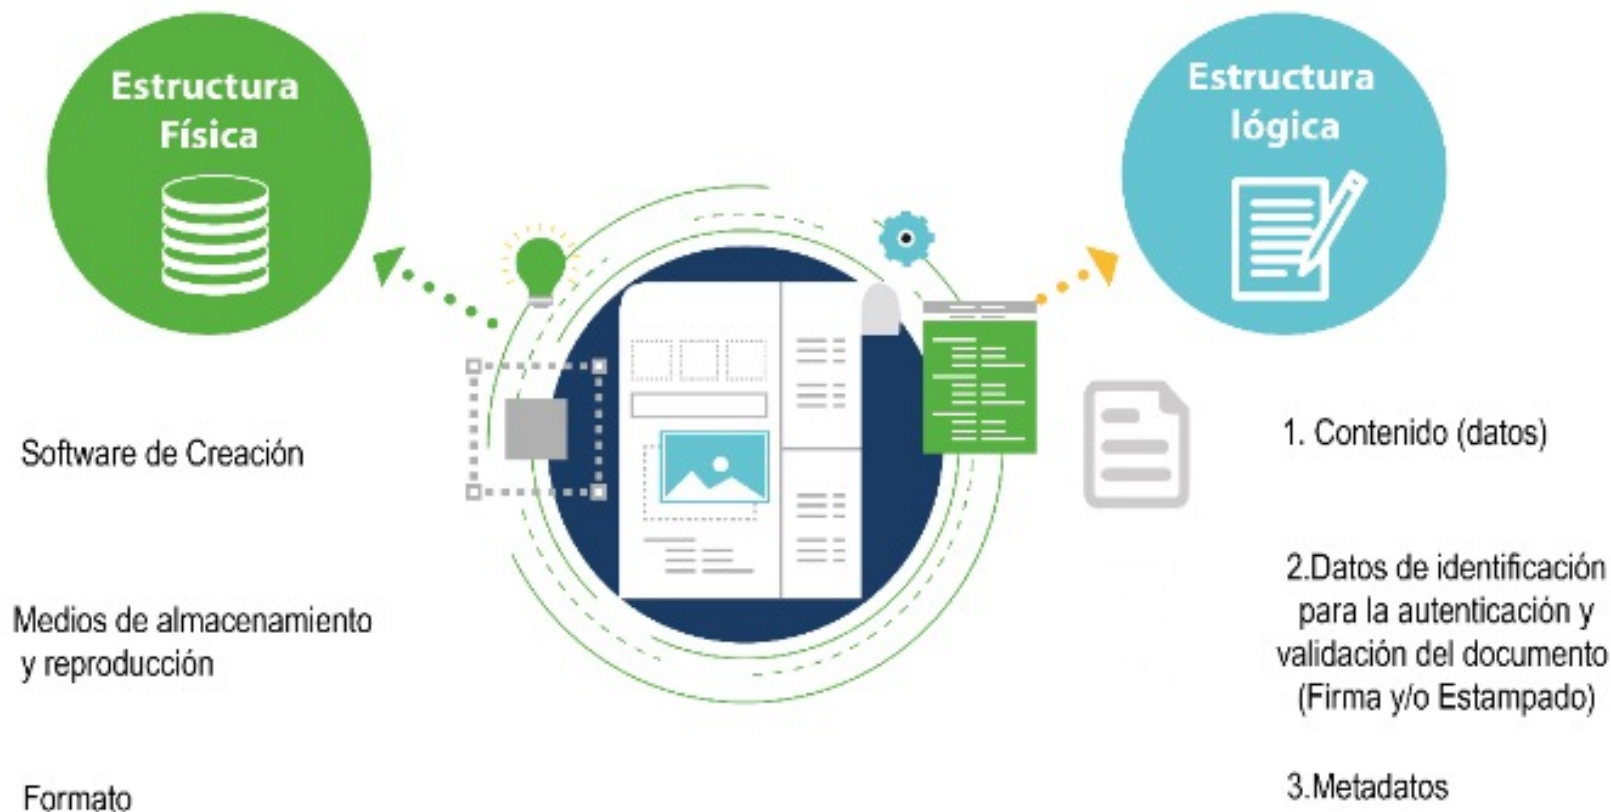 Estructura
Física
Estructura
lógica
Software de Creación
Medios de almacenamiento
y reproducción
Formato
1. Contenido (datos)
2.Datos de identificación
para la autenticación y
validación del documento
(Firma y/o Estampado)
3.Metadatos